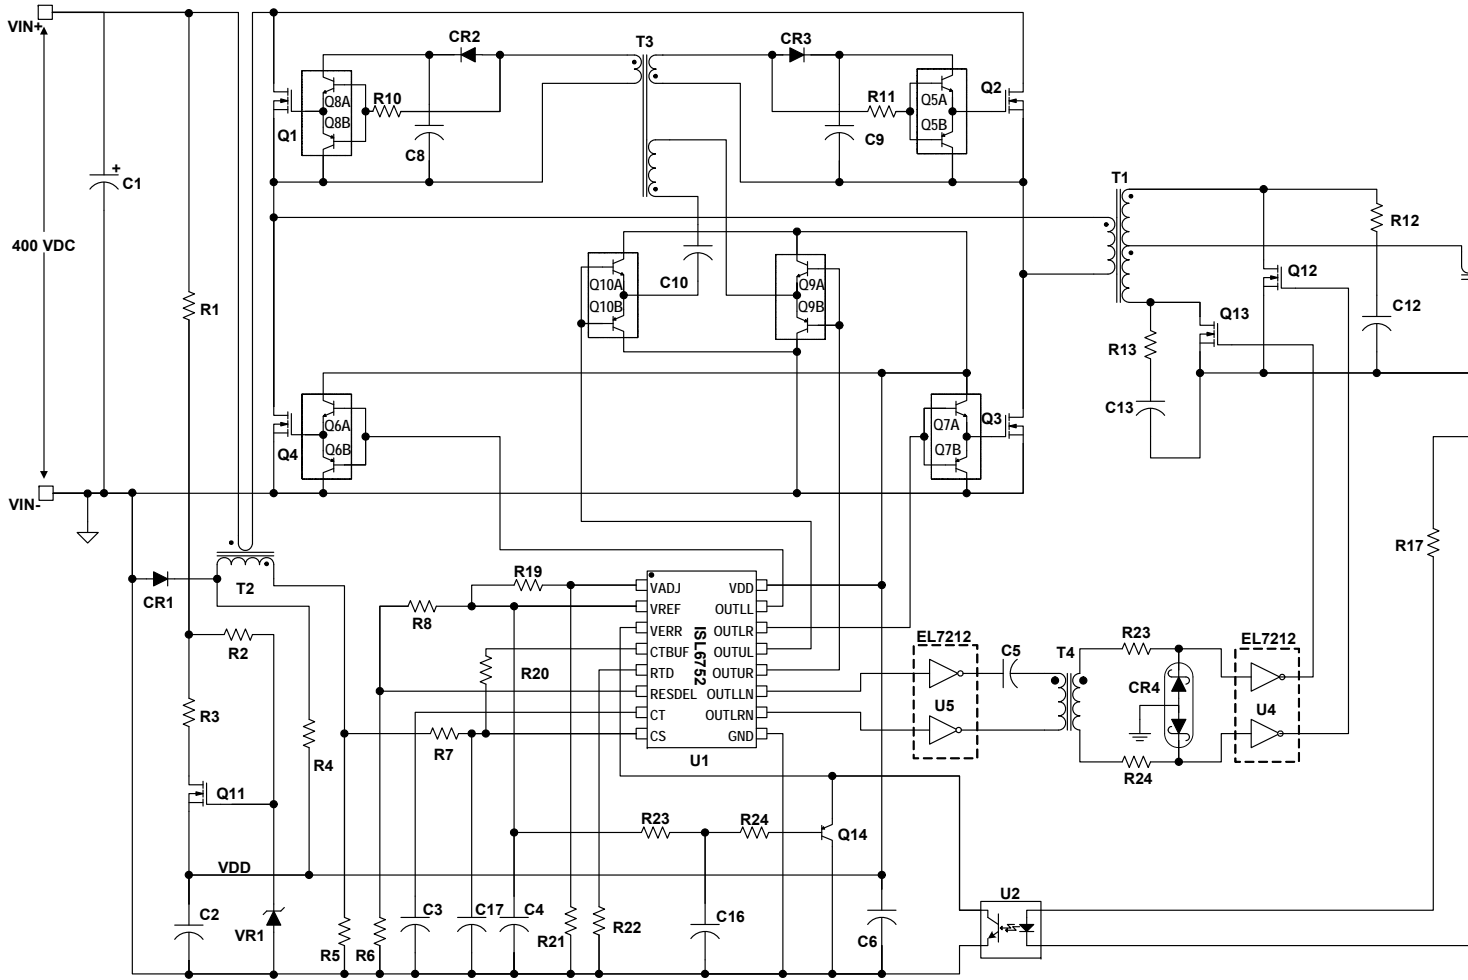 VIN+
CR2
T3
CR3
Q8A
Q8B
R10
Q1
C8
R11
C9
Q5A
Q5B
Q2
+
C1
T1
R12
400 VDC
Q10A
Q10B
C10
Q9A
Q9B
Q12
R1
Q13
C12
R13
C13
Q6A
Q6B
Q4
Q7A
Q7B
Q3
VIN-
R17
T2
CR1
R19
R8
R2
R20
VADJ
VREF
VERR
CTBUF
RTD
RESDEL
CT
CS
ISL6752
VDD
OUTLL
OUTLR
OUTUL
OUTUR
OUTLLN
OUTLRN
GND
U1
EL7212
U5
C5
T4
R23
CR4
R24
EL7212
U4
R3
R4
R7
Q11
R23
R24
Q14
VDD
C2
VR1
R5
R6
C3
C17
C4
R21
R22
C16
C6
U2